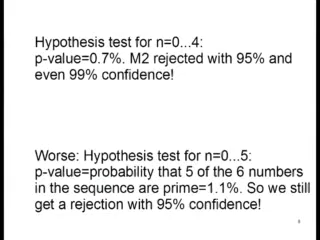 Hypothesis test for n=0...4:
p-value=0.7%. M2 rejected with 95% and
even 99% confidence!
Worse: Hypothesis test for n=0...5:
p-value=probability that 5 of the 6 numbers
in the sequence are prime=1.1%. So we still
get a rejection with 95% confidence!